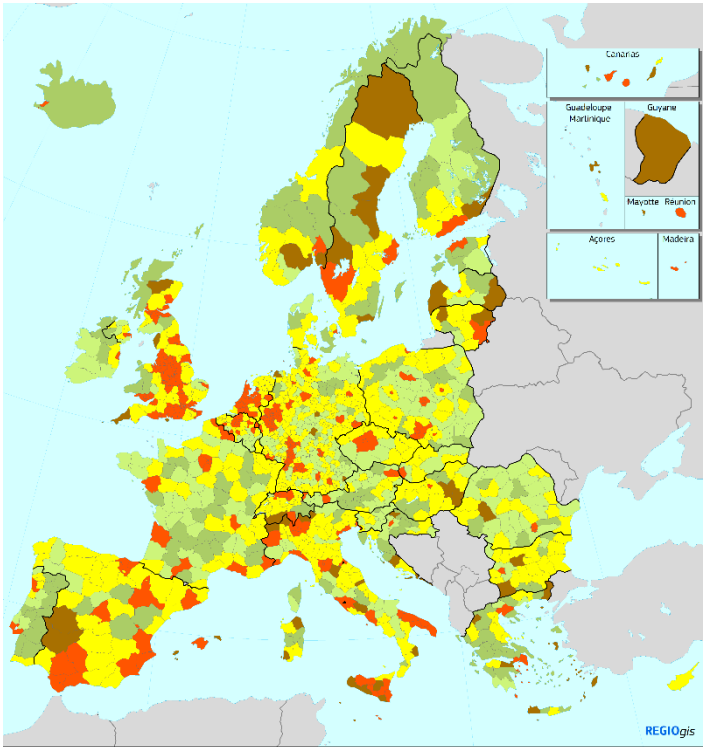 Canarias
Guadeloupe
Martinique
Guyane
Mayotte
Réunion
Açores
Madeira
REGIOgis